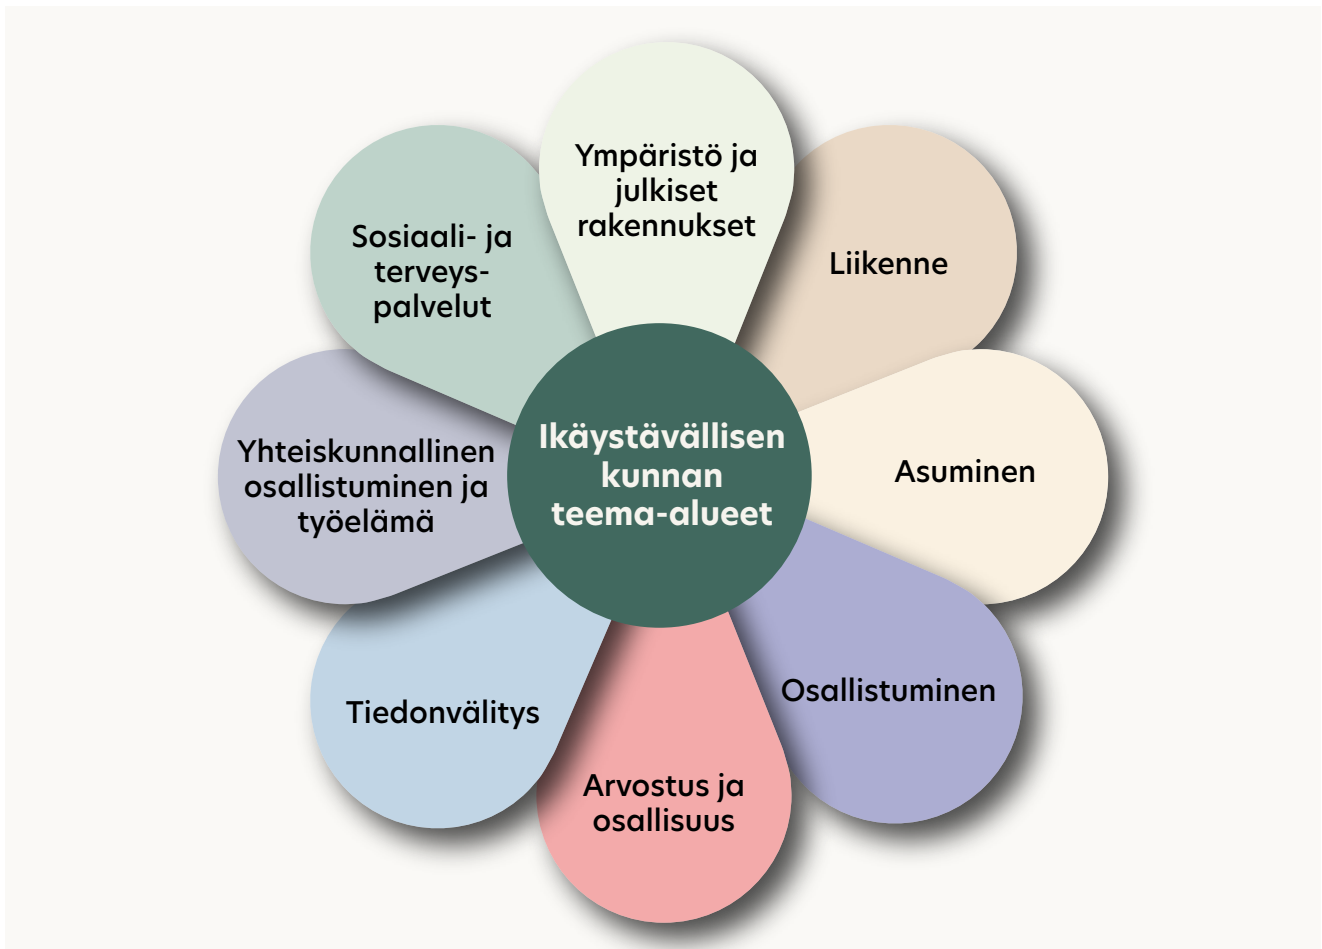 Ympäristö ja
julkiset
rakennukset
Liikenne
Asuminen
Osallistuminen
Arvostus ja
osallisuus
Tiedonvälitys
Yhteiskunnallinen
osallistuminen ja
työelämä
Sosiaali- ja
terveys-
palvelut
Ikäystävällisen
kunnan
teema-alueet